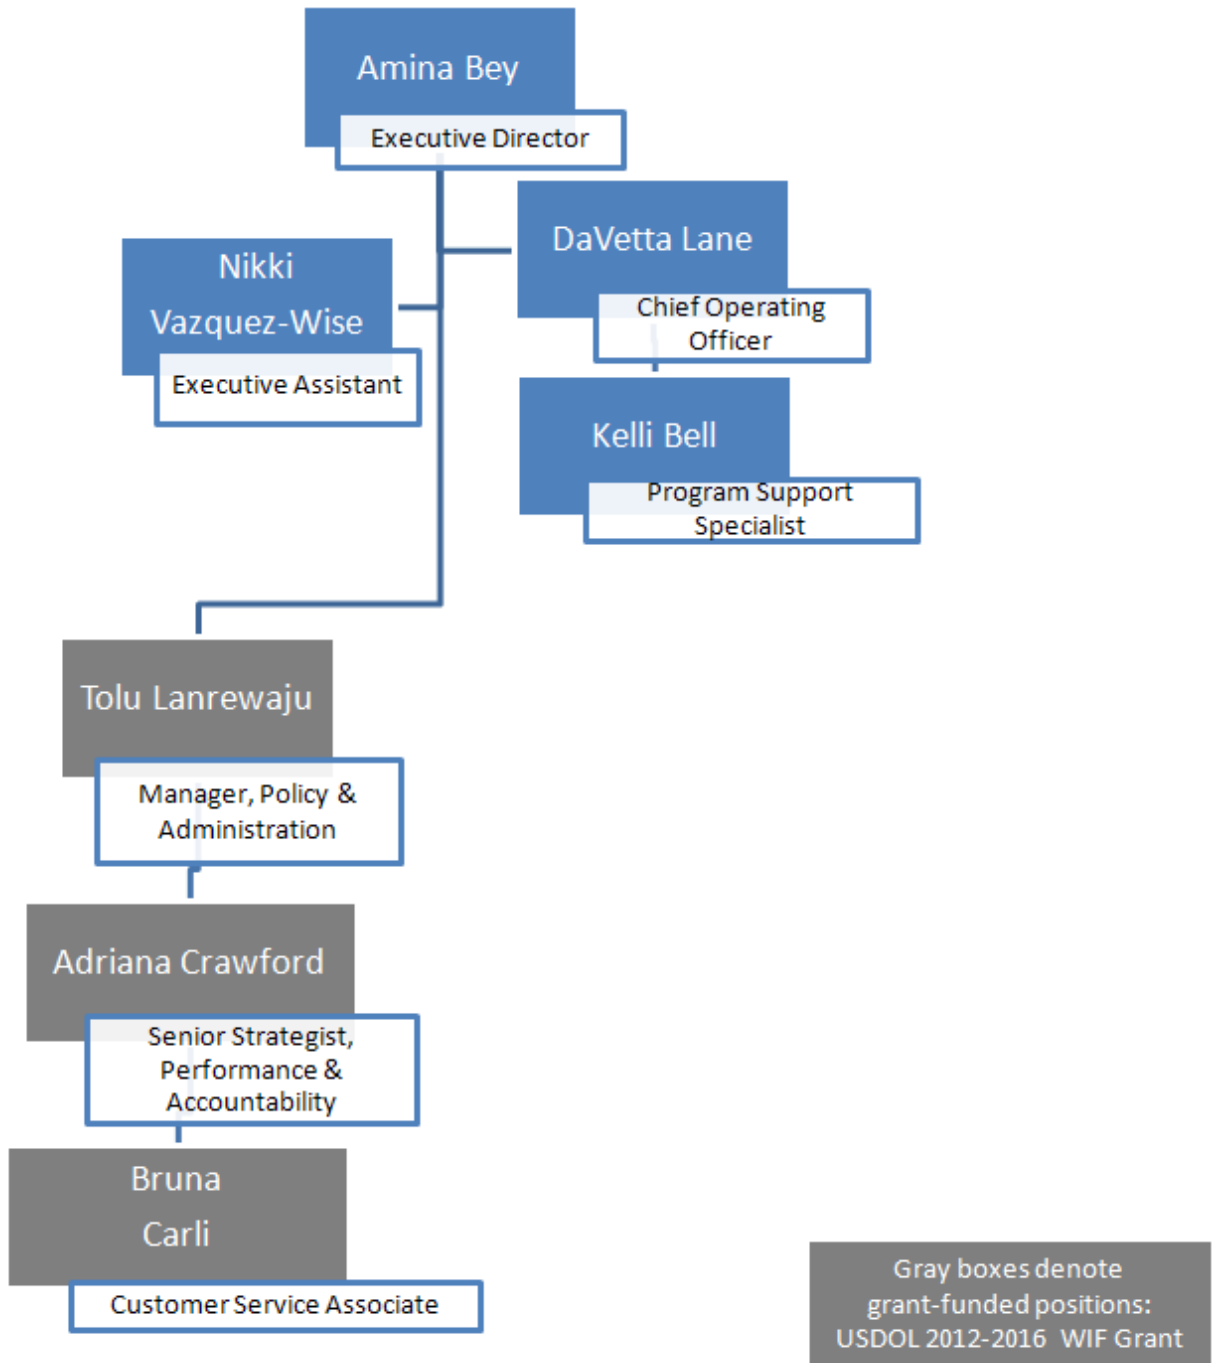 Amina Bey
Executive Director
DaVetta Lane
Chief Operating
Officer
Nikki
Vazquez-Wise
Executive Assistant
Kelli Bell
Program Support
Specialist
Tolu Lanrewaju
Manager, Policy &
Administration
Adriana Crawford
Senior Strategist,
Performance &
Accountability
Bruna
Carli
Customer Service Associate
Gray boxes denote
grant-funded positions:
USDOL 2012-2016 WIF Grant